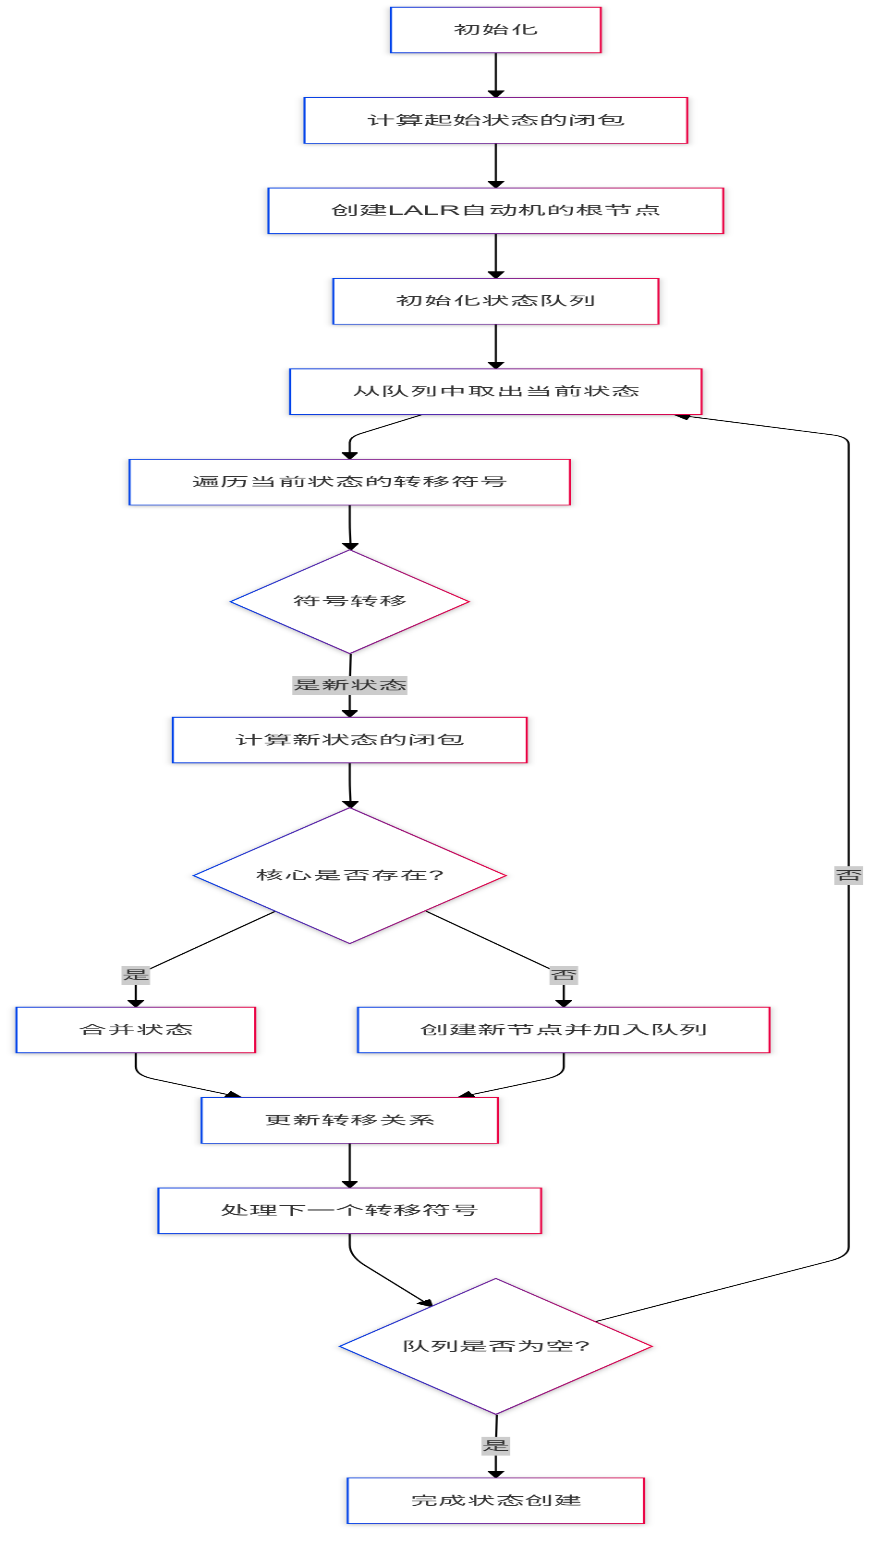 初始化
计算起始状态的闭包
创建LALR自动机的根节点
初始化状态队列
从队列中取出当前状态
遍历当前状态的转移符号
符号转移
是新状态
计算新状态的闭包
核心是否存在?
否
是
否
合并状态
创建新节点并加入队列
更新转移关系
处理下一个转移符号
队列是否为空?
是
完成状态创建